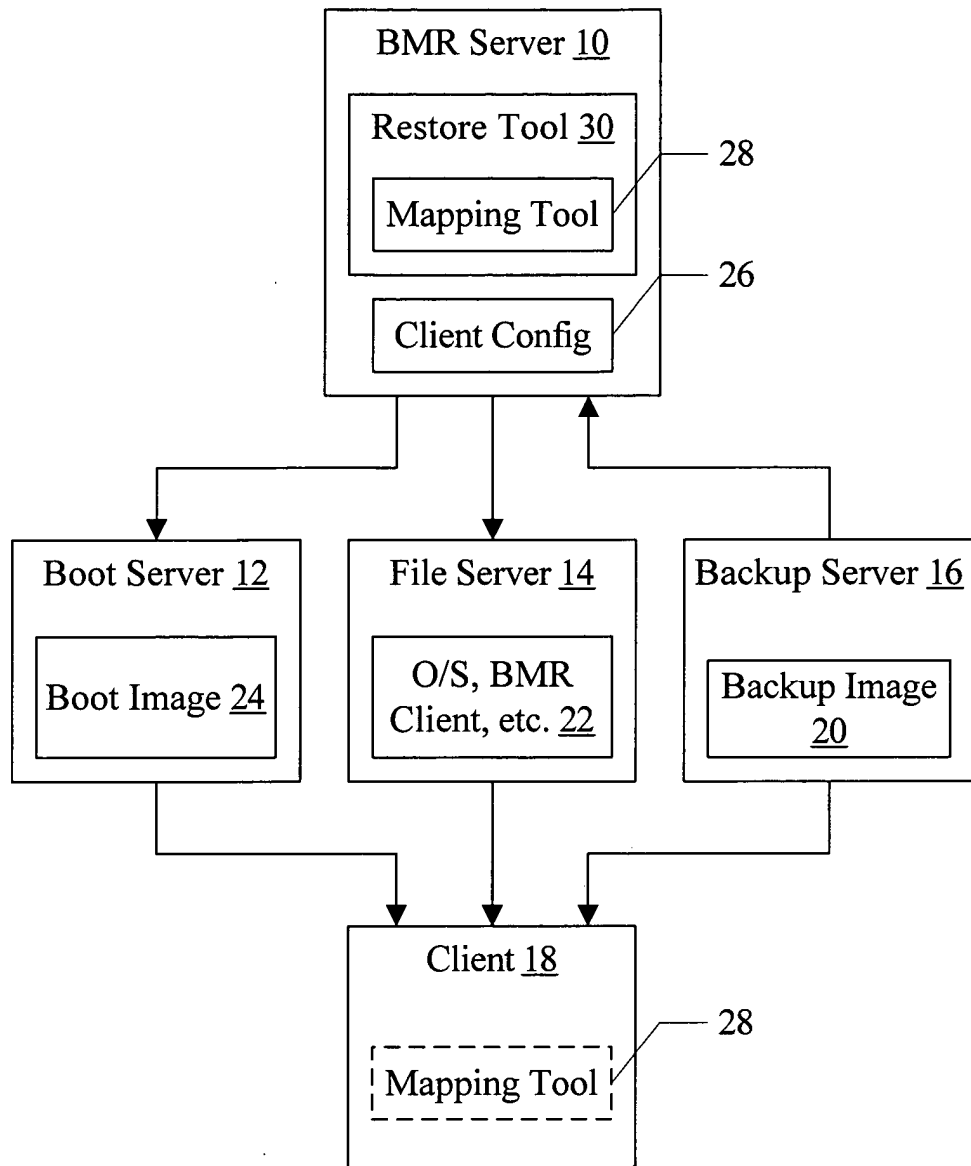 BMR Server 10
Restore Tool 30
28
Mapping Tool
26
Client Config
Boot Server 12
File Server 14
Backup Server 16
Boot Image 24
O/S, BMR
Client, etc. 22
Backup Image
20
Client 18
28
Mapping Tool